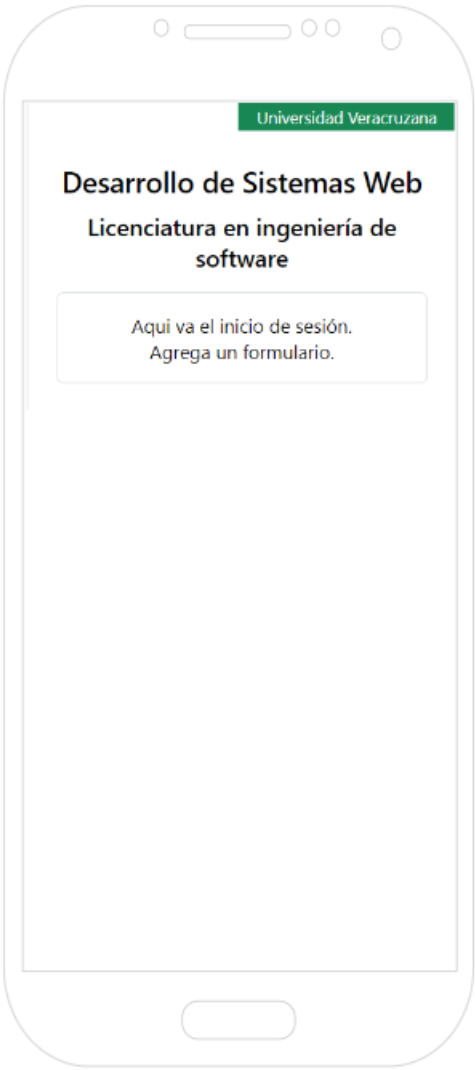 Universidad Veracruzana
Desarrollo de Sistemas Web
Licenciatura en ingeniería de
software
Aqui va el inicio de sesión.
Agrega un formulario.